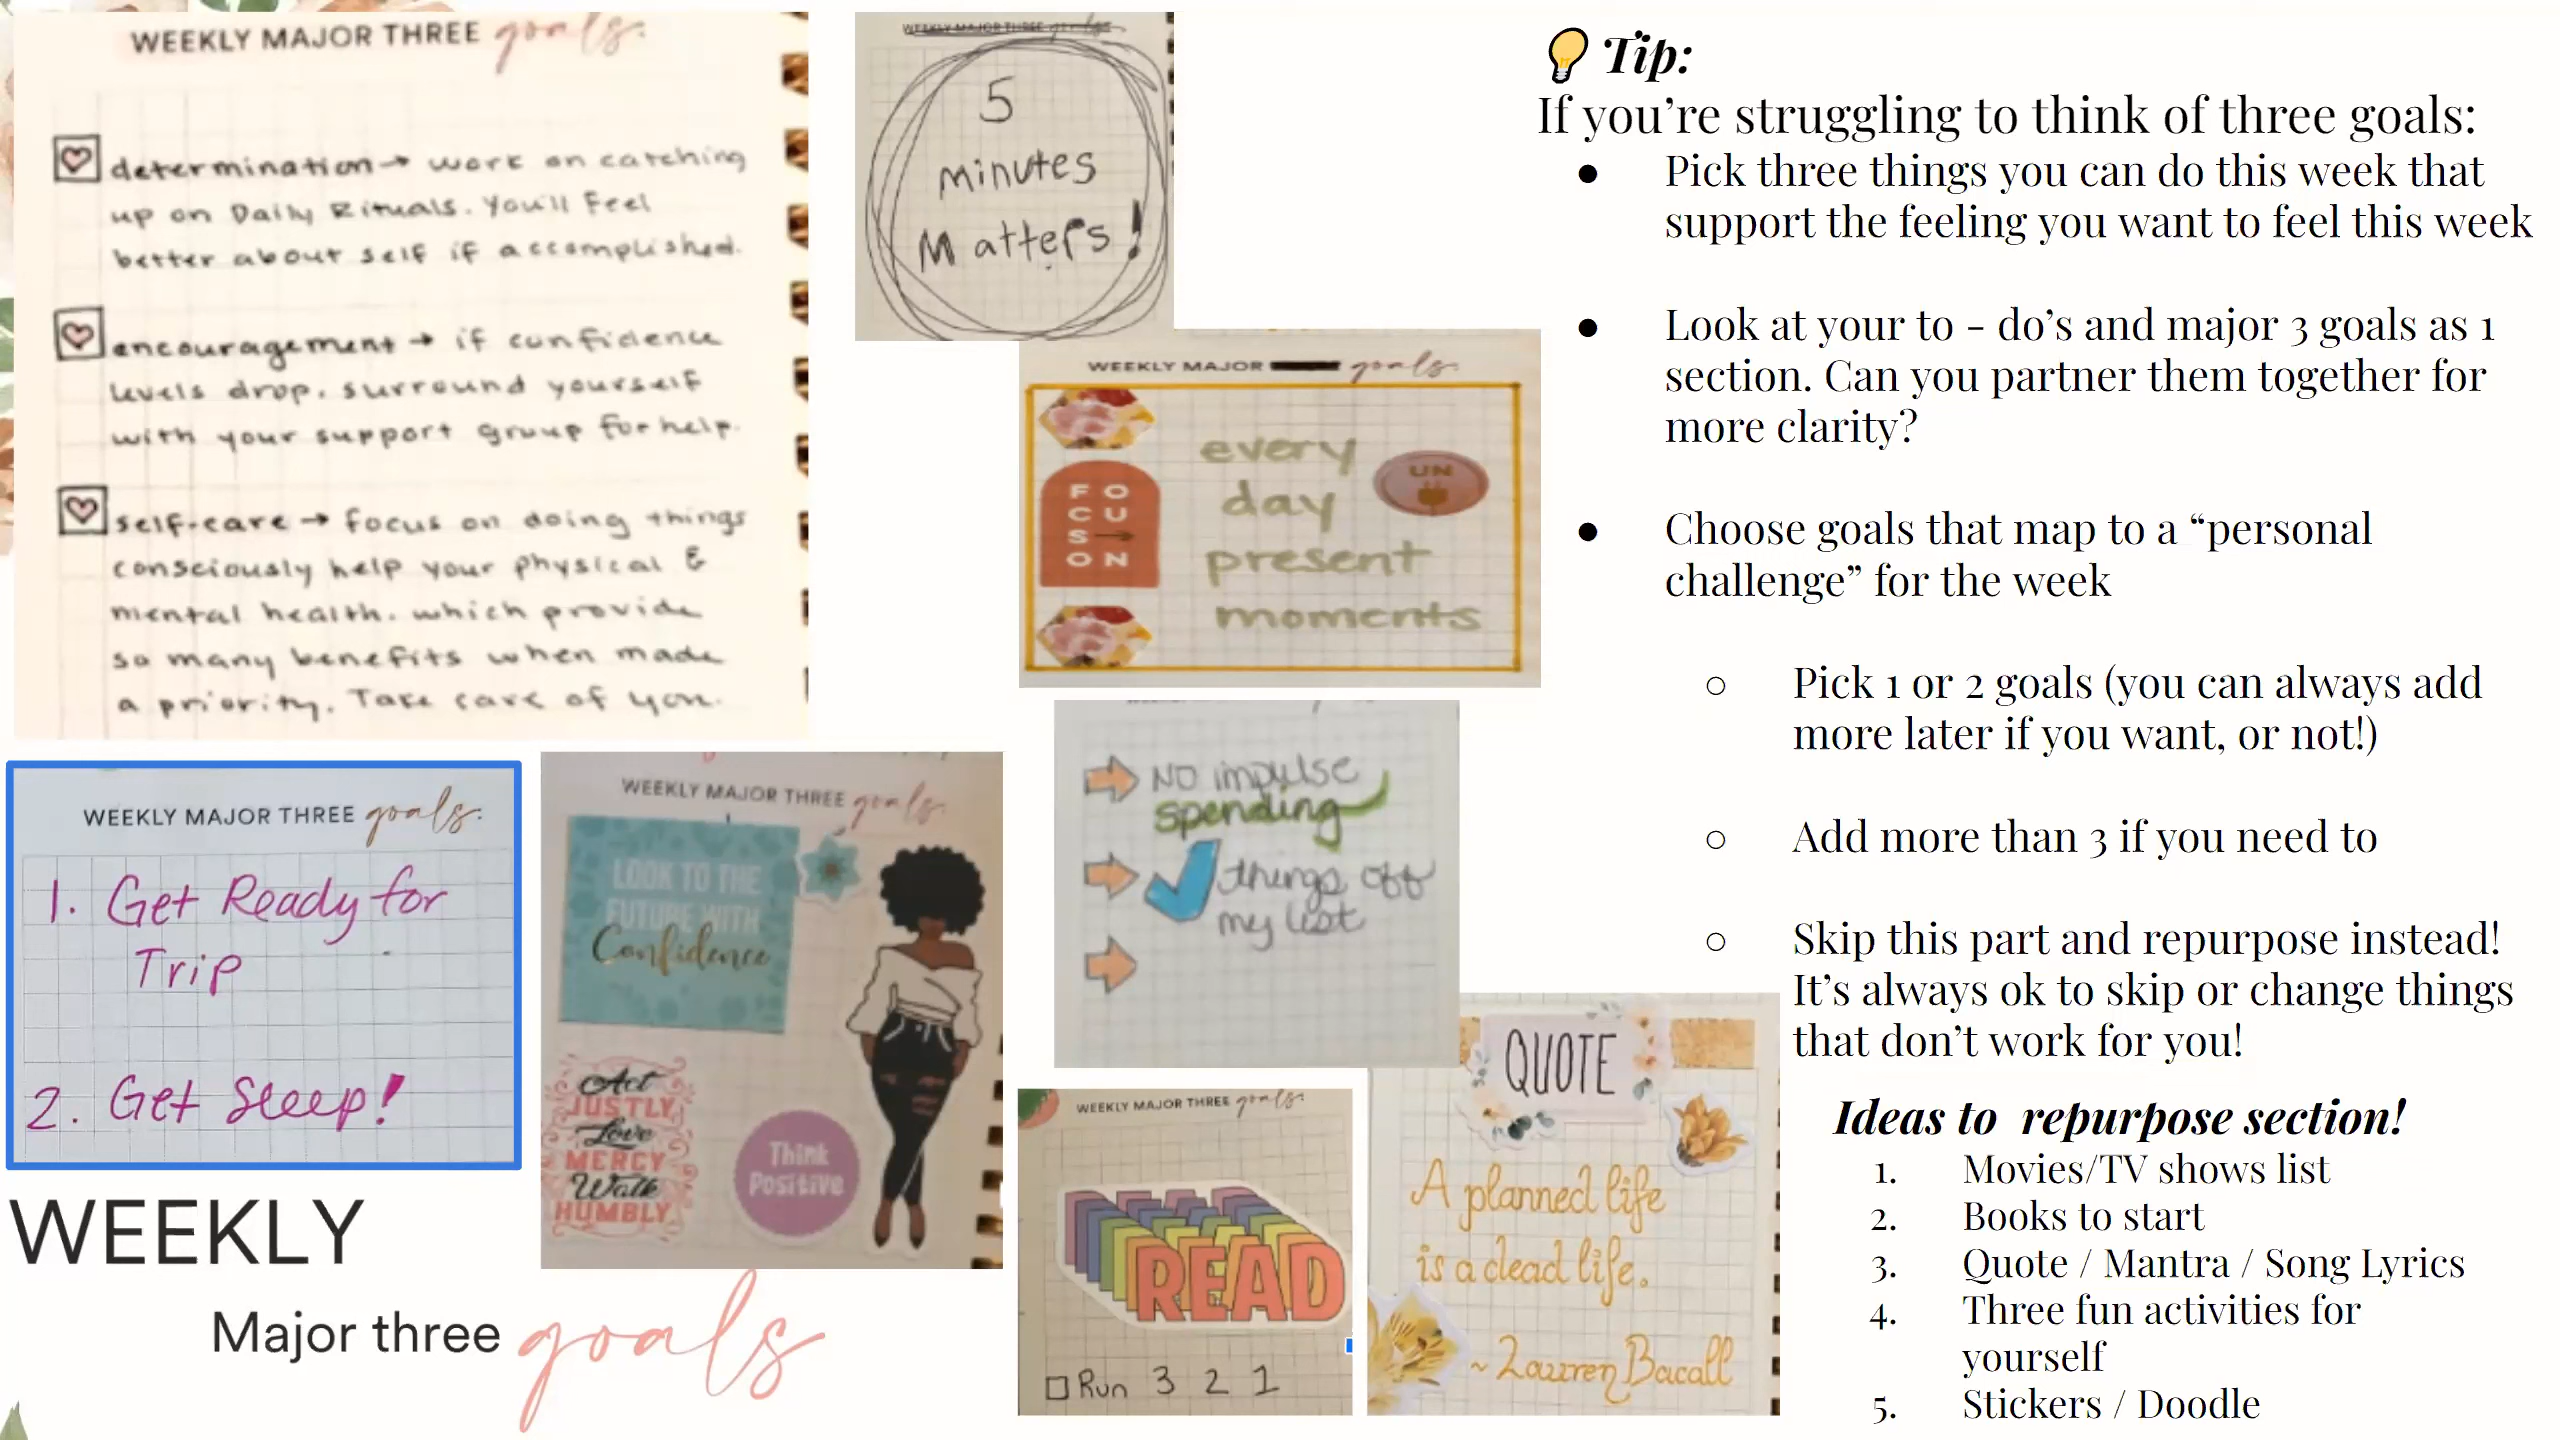 WEEKLY MAJOR THREE goals.
determination → work on catching
up on Daily Rituals. You'll Feel
better about self if accomplished.
encouragement → if confidence
levels drop, surround yourself
with your support group for help.
self-care → focus on doing things
consciously help your physical &
mental health. which provide
so many benefits when made
a priority. Take care of you.
WEEKLY MAJOR THREE goals.
5
minutes
Matters!
WEEKLY MAJOR goals.
FO
CU
S→
ON
every
day
present
moments
UN
WEEKLY MAJOR THREE goals.
1. Get Ready for
Trip
2. Get Sleep!
WEEKLY MAJOR THREE goals.
LOOK TO THE
FUTURE WITH
Confidence
Act
JUSTLY
Love
MERCY
Walk
HUMBLY
Think
Positive
No impulse
spending
things off
my list
WEEKLY MAJOR THREE goals.
READ
Run 3 2 1
QUOTE
A planned life
is a dead life.
~Lauren Bacall
WEEKLY
Major three goals
Tip:
If you’re struggling to think of three goals:
● Pick three things you can do this week that
support the feeling you want to feel this week
● Look at your to - do’s and major 3 goals as 1
section. Can you partner them together for
more clarity?
● Choose goals that map to a “personal
challenge” for the week
○ Pick 1 or 2 goals (you can always add
more later if you want, or not!)
○ Add more than 3 if you need to
○ Skip this part and repurpose instead!
It’s always ok to skip or change things
that don’t work for you!
Ideas to repurpose section!
1. Movies/TV shows list
2. Books to start
3. Quote / Mantra / Song Lyrics
4. Three fun activities for
yourself
5. Stickers / Doodle